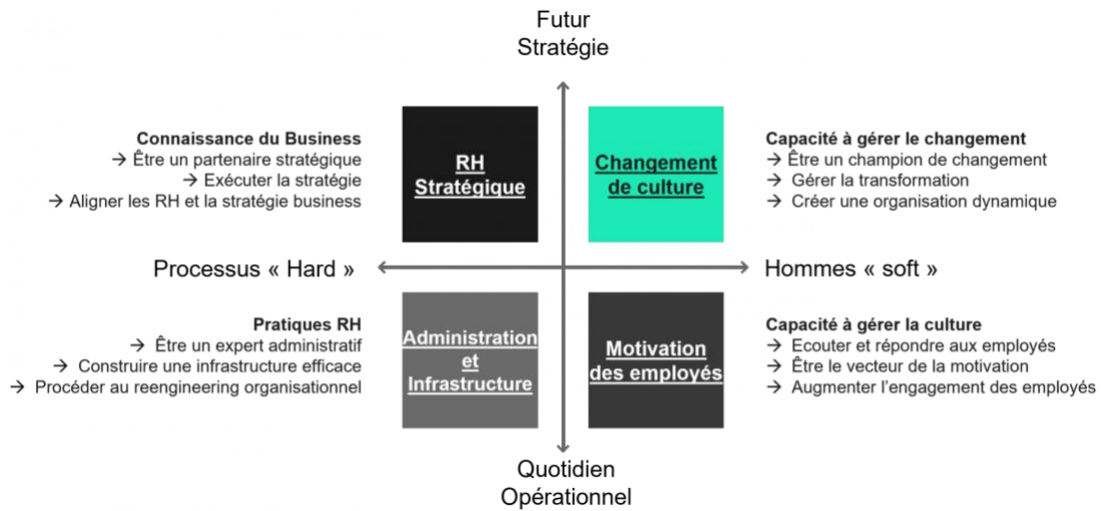 Futur
Stratégie
Connaissance du Business
→ Être un partenaire stratégique
→ Exécuter la stratégie
→ Aligner les RH et la stratégie business
RH
Stratégique
Changement
de culture
Capacité à gérer le changement
→ Être un champion de changement
→ Gérer la transformation
→ Créer une organisation dynamique
Processus « Hard »
Hommes « soft »
Pratiques RH
→ Être un expert administratif
→ Construire une infrastructure efficace
→ Procéder au reengineering organisationnel
Administration
et
Infrastructure
Motivation
des employés
Capacité à gérer la culture
→ Ecouter et répondre aux employés
→ Être le vecteur de la motivation
→ Augmenter l'engagement des employés
Quotidien
Opérationnel